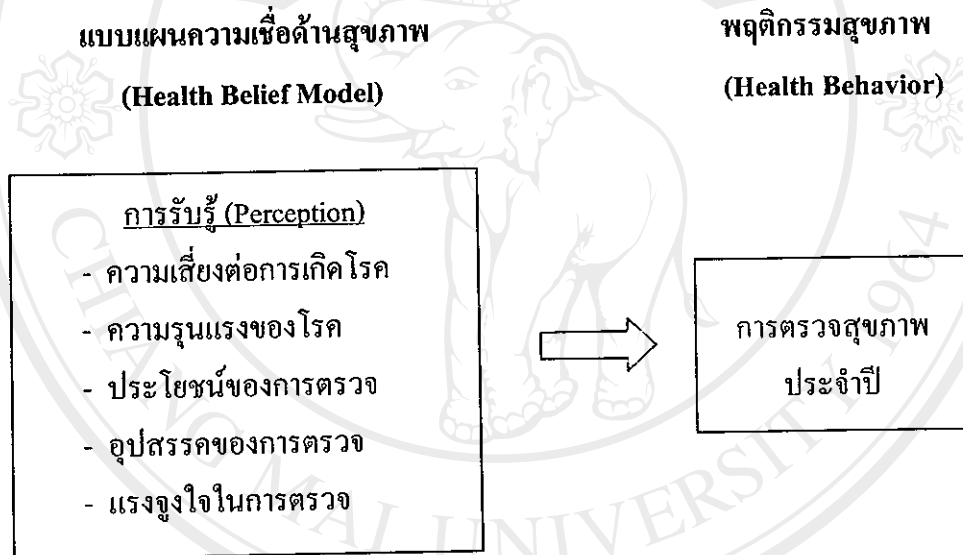 แบบแผนความเชื่อด้านสุขภาพ
(Health Belief Model)
พฤติกรรมสุขภาพ
(Health Behavior)
การรับรู้ (Perception)
- ความเสี่ยงต่อการเกิดโรค
- ความรุนแรงของโรค
- ประโยชน์ของการตรวจ
- อุปสรรคของการตรวจ
- แรงจูงใจในการตรวจ
การตรวจสุขภาพ
ประจำปี
CHIANG MAI UNIVERSITY 1964